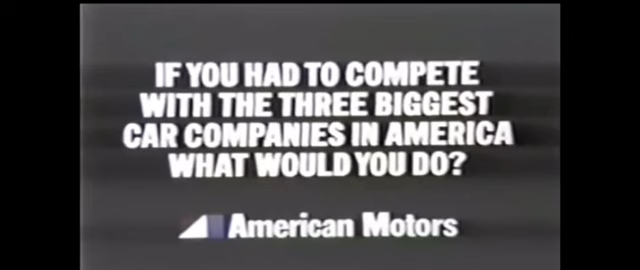 IF YOU HAD TO COMPETE
WITH THE THREE BIGGEST
CAR COMPANIES IN AMERICA
WHAT WOULD YOU DO?
American Motors